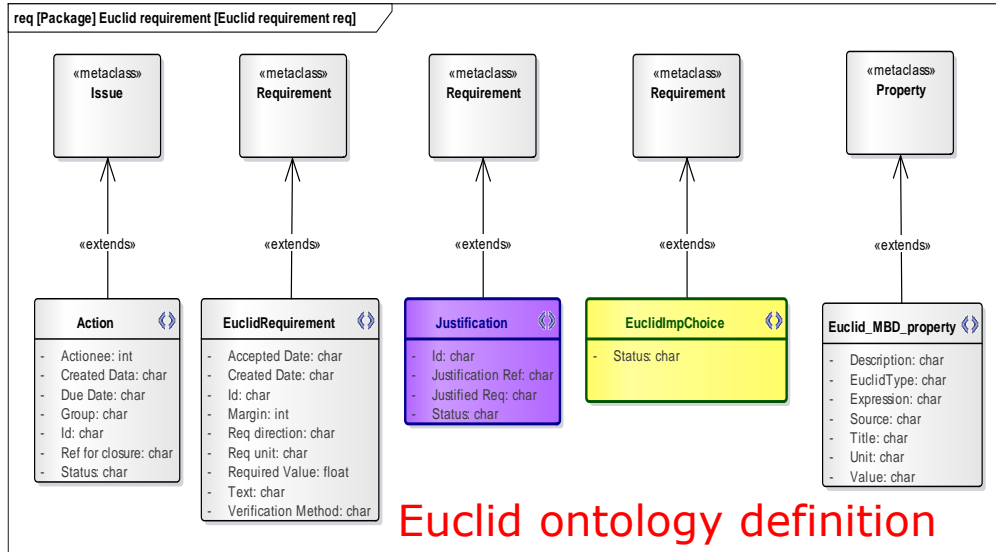 req [Package] Euclid requirement [Euclid requirement req]
«metaclass»
Issue
«metaclass»
Requirement
«metaclass»
Requirement
«metaclass»
Requirement
«metaclass»
Property
«extends»
«extends»
«extends»
«extends»
«extends»
Action
- Actionee: int
- Created Data: char
- Due Date: char
- Group: char
- Id: char
- Ref for closure: char
- Status: char
EuclidRequirement
- Accepted Date: char
- Created Date: char
- Id: char
- Margin: int
- Req direction: char
- Req unit: char
- Required Value: float
- Text: char
- Verification Method: char
Justification
- Id: char
- Justification Ref: char
- Justified Req: char
- Status: char
EuclidImpChoice
- Status: char
Euclid_MBD_property
- Description: char
- EuclidType: char
- Expression: char
- Source: char
- Title: char
- Unit: char
- Value: char
Euclid ontology definition